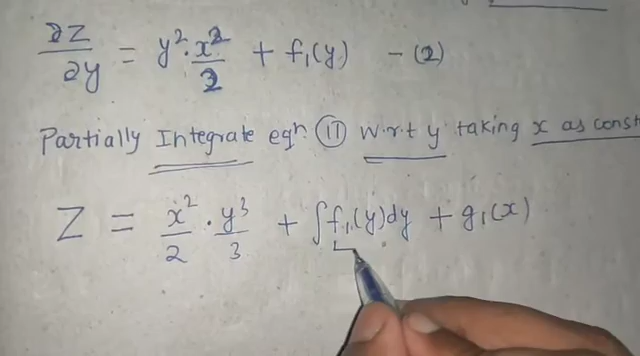 ∂Z/∂y = y²·x²/2 + f₁(y) – (2)
Partially Integrate eqⁿ (II) w.r.t y taking x as const
Z = x²/2 · y³/3 + ∫f₁(y)dy + g₁(x)